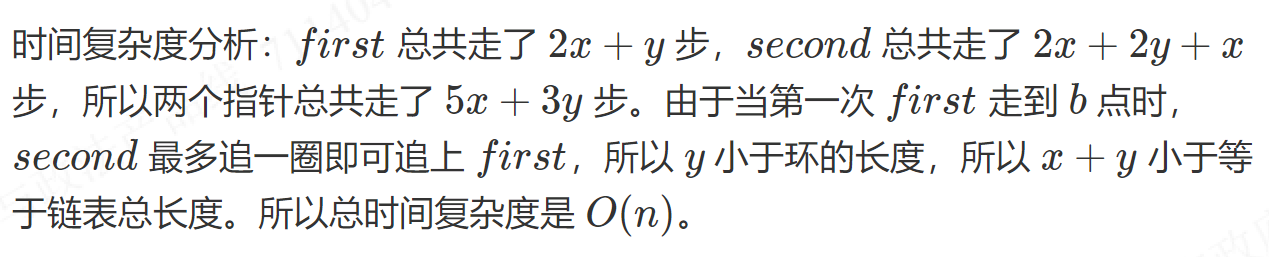 时间复杂度分析：first 总共走了 2x + y 步，second 总共走了 2x + 2y + x
步，所以两个指针总共走了 5x + 3y 步。由于当第一次 first 走到 b 点时，
second 最多追一圈即可追上 first，所以 y 小于环的长度，所以 x + y 小于等
于链表总长度。所以总时间复杂度是 O(n)。